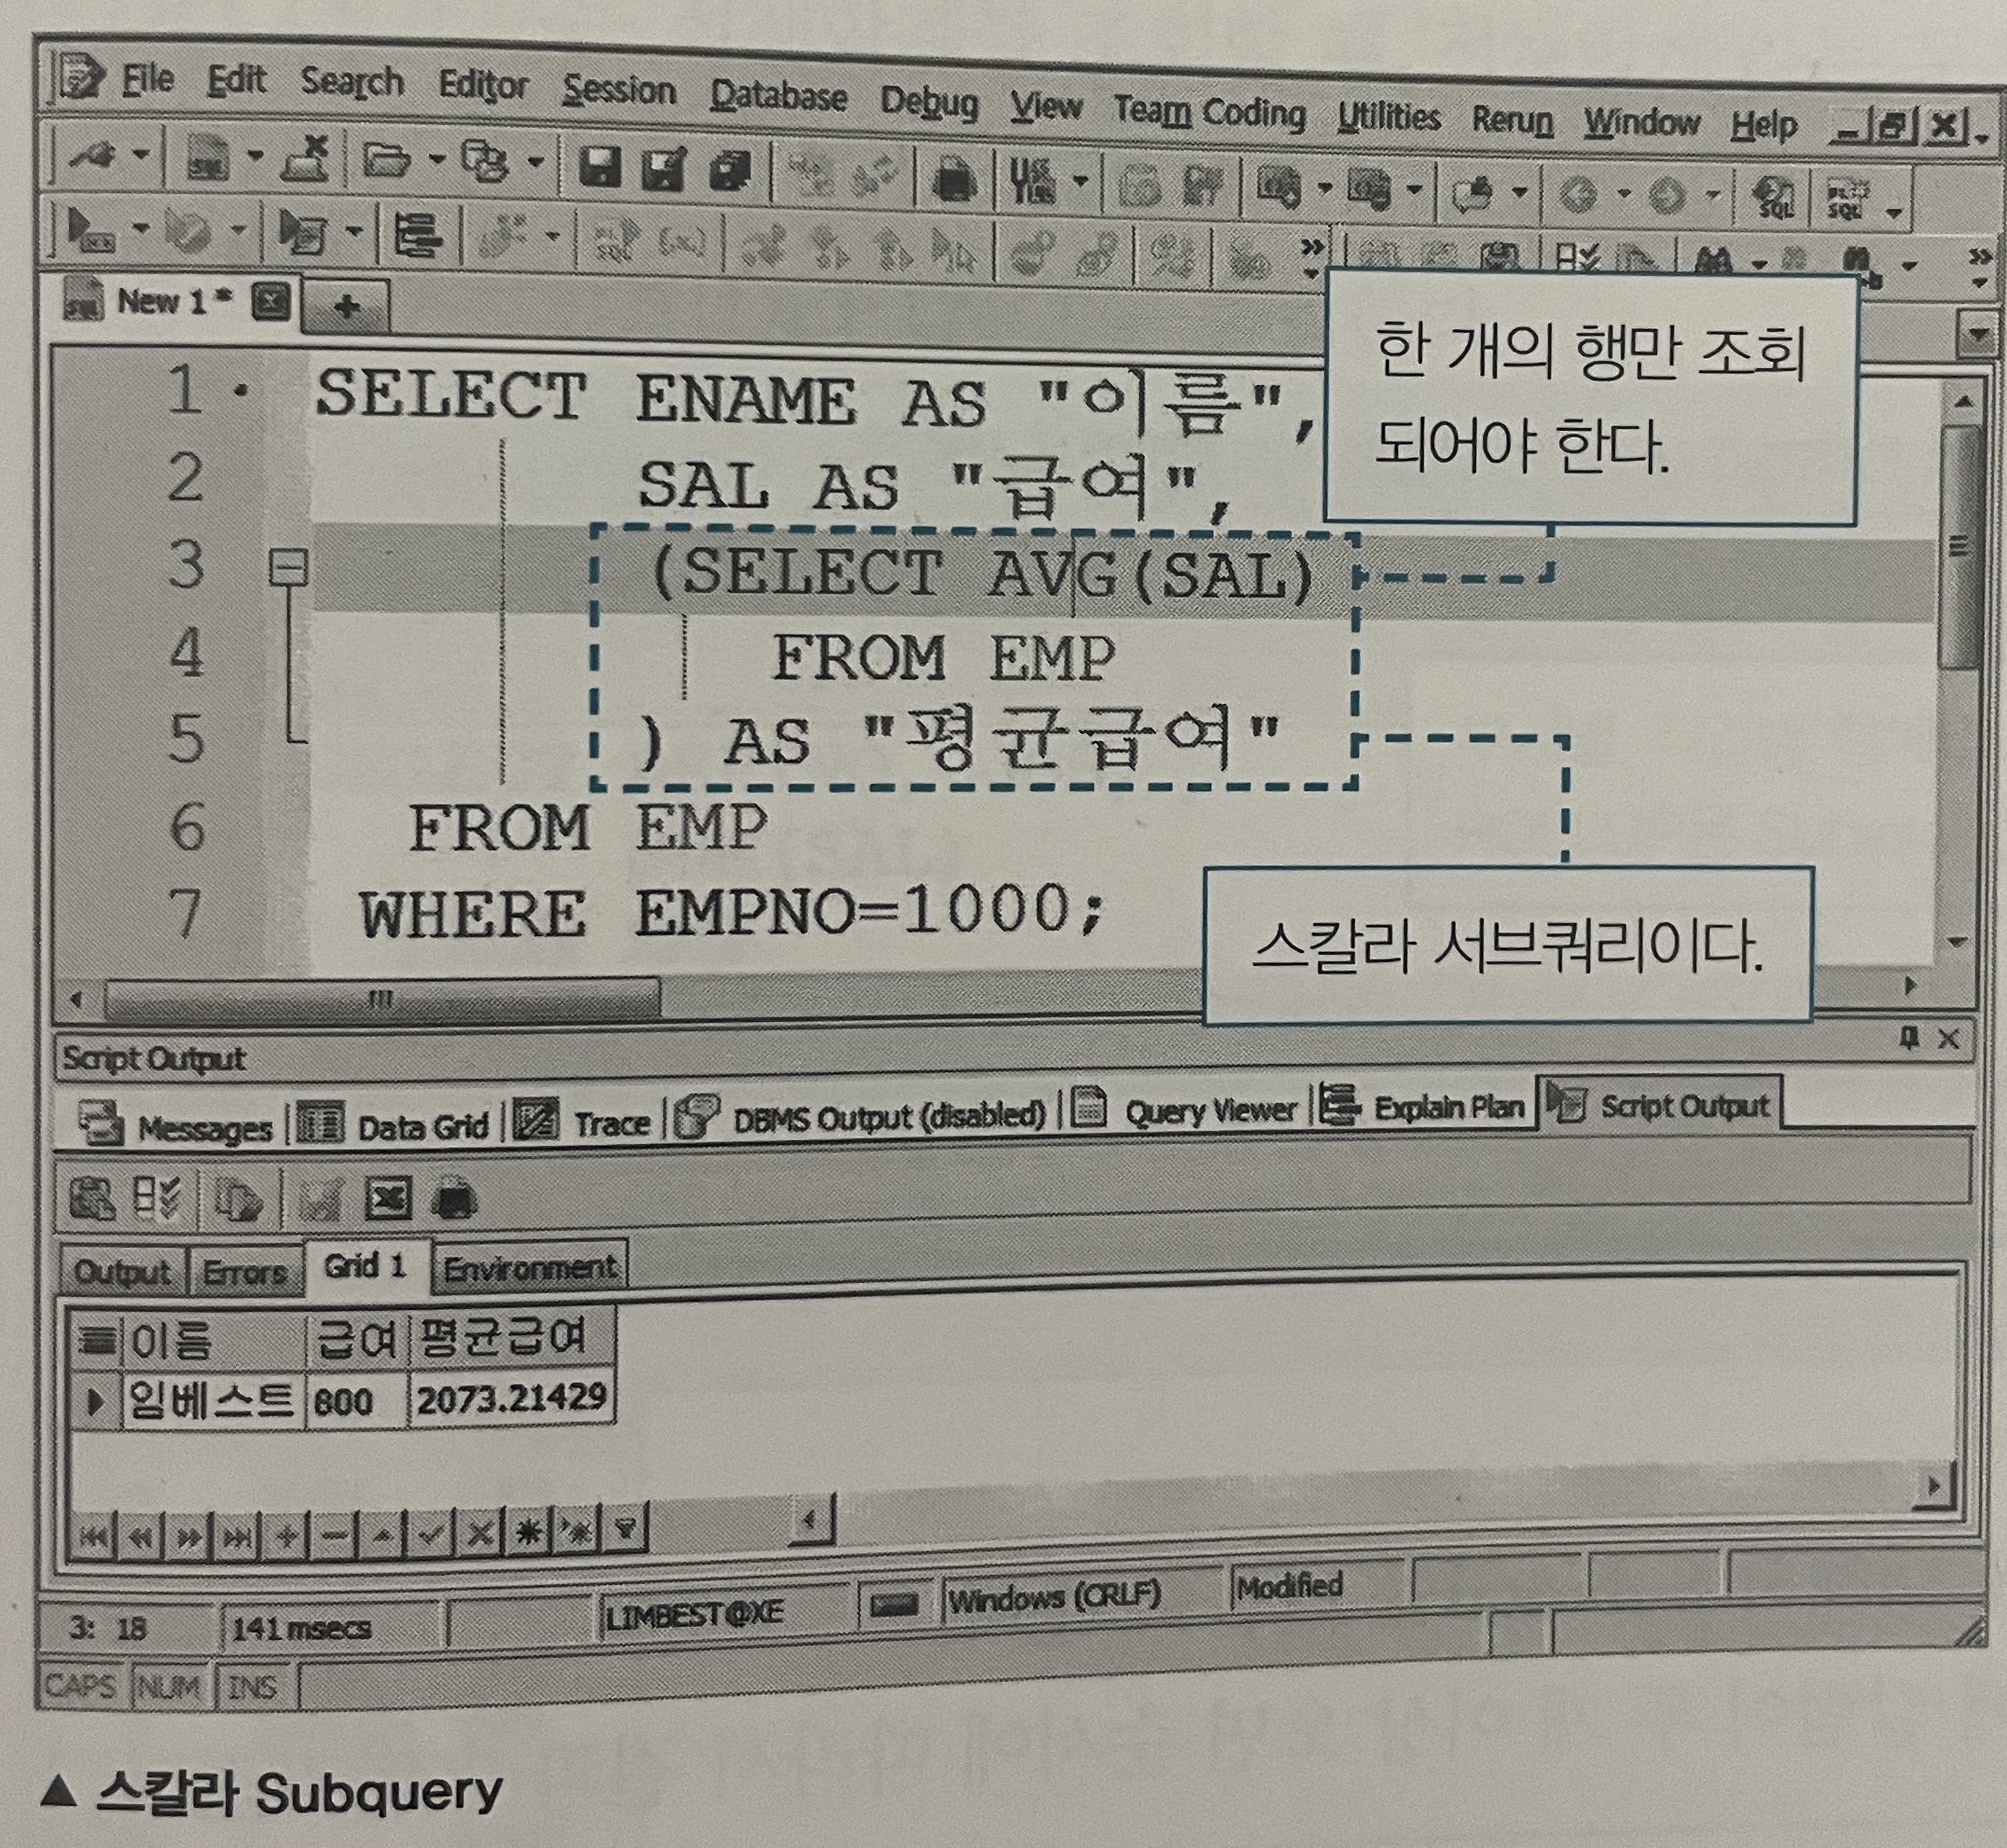 File Edit Search Editor Session Database Debug View Team Coding Utilities Rerun Window Help
New 1 *
한 개의 행만 조회
되어야 한다.
1 SELECT ENAME AS "이름",
2 SAL AS "급여",
3 (SELECT AVG(SAL)
4 FROM EMP
5 ) AS "평균급여"
6 FROM EMP
7 WHERE EMPNO=1000;
스칼라 서브쿼리이다.
Script Output
Messages Data Grid Trace DBMS Output (disabled) Query Viewer Explain Plan Script Output
Output Errors Grid 1 Environment
이름 급여 평균급여
임베스트 800 2073.21429
3: 18 141 msecs LIMBEST@XE Windows (CRLF) Modified
CAPS NUM INS
▲ 스칼라 Subquery